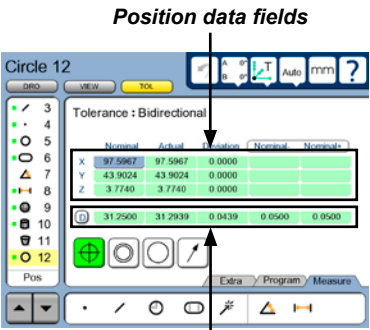 Position data fields
Circle 12
A 0°
B 0°
T
Auto
mm
?
DRO
VIEW
TOL
3
4
5
6
7
8
9
10
11
12
Pos
Tolerance : Bidirectional
Nominal Actual Deviation Nominal- Nominal+
X 97.5967 97.5967 0.0000
Y 43.9024 43.9024 0.0000
Z 3.7740 3.7740 0.0000
D 31.2500 31.2939 0.0439 0.0500 0.0500
Extra Program Measure